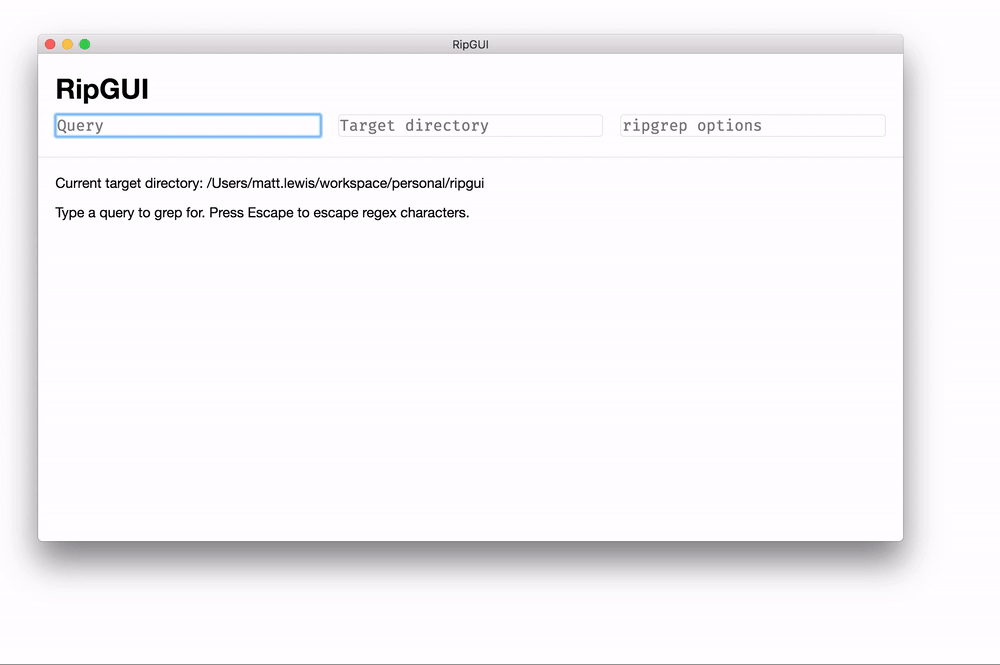 RipGUI
RipGUI
Query Target directory ripgrep options
Current target directory: /Users/matt.lewis/workspace/personal/ripgui
Type a query to grep for. Press Escape to escape regex characters.